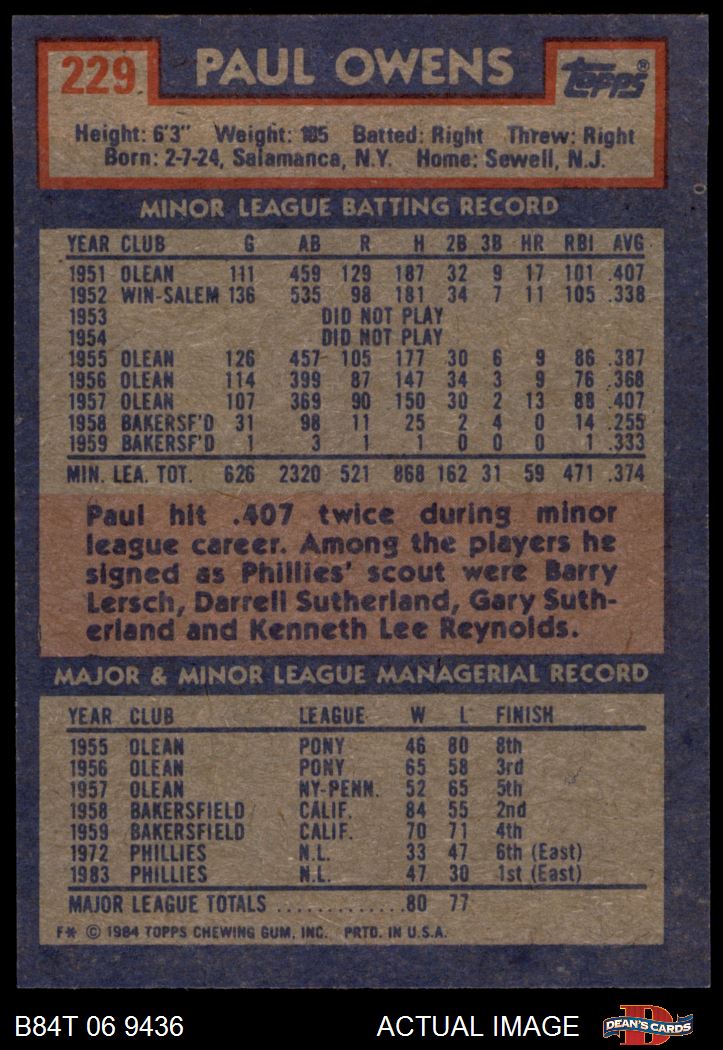 229 PAUL OWENS Topps®
Height: 6'3" Weight: 185 Batted: Right Threw: Right
Born: 2-7-24, Salamanca, N.Y. Home: Sewell, N.J.
MINOR LEAGUE BATTING RECORD
YEAR CLUB G AB R H 2B 3B HR RBI AVG
1951 OLEAN 111 459 129 187 32 9 17 101 .407
1952 WIN-SALEM 136 535 98 181 34 7 11 105 .338
1953 DID NOT PLAY
1954 DID NOT PLAY
1955 OLEAN 126 457 105 177 30 6 9 86 .387
1956 OLEAN 114 399 87 147 34 3 9 76 .368
1957 OLEAN 107 369 90 150 30 2 13 88 .407
1958 BAKERSF'D 31 98 11 25 2 4 0 14 .255
1959 BAKERSF'D 1 3 1 1 0 0 0 1 .333
MIN. LEA. TOT. 626 2320 521 868 162 31 59 471 .374
Paul hit .407 twice during minor
league career. Among the players he
signed as Phillies' scout were Barry
Lersch, Darrell Sutherland, Gary Suth-
erland and Kenneth Lee Reynolds.
MAJOR & MINOR LEAGUE MANAGERIAL RECORD
YEAR CLUB LEAGUE W L FINISH
1955 OLEAN PONY 46 80 8th
1956 OLEAN PONY 65 58 3rd
1957 OLEAN NY-PENN. 52 65 5th
1958 BAKERSFIELD CALIF. 84 55 2nd
1959 BAKERSFIELD CALIF. 70 71 4th
1972 PHILLIES N.L. 33 47 6th (East)
1983 PHILLIES N.L. 47 30 1st (East)
MAJOR LEAGUE TOTALS .............80 77
F* © 1984 TOPPS CHEWING GUM, INC. PRTD. IN U.S.A.
B84T 06 9436 ACTUAL IMAGE D DEAN'S CARDS